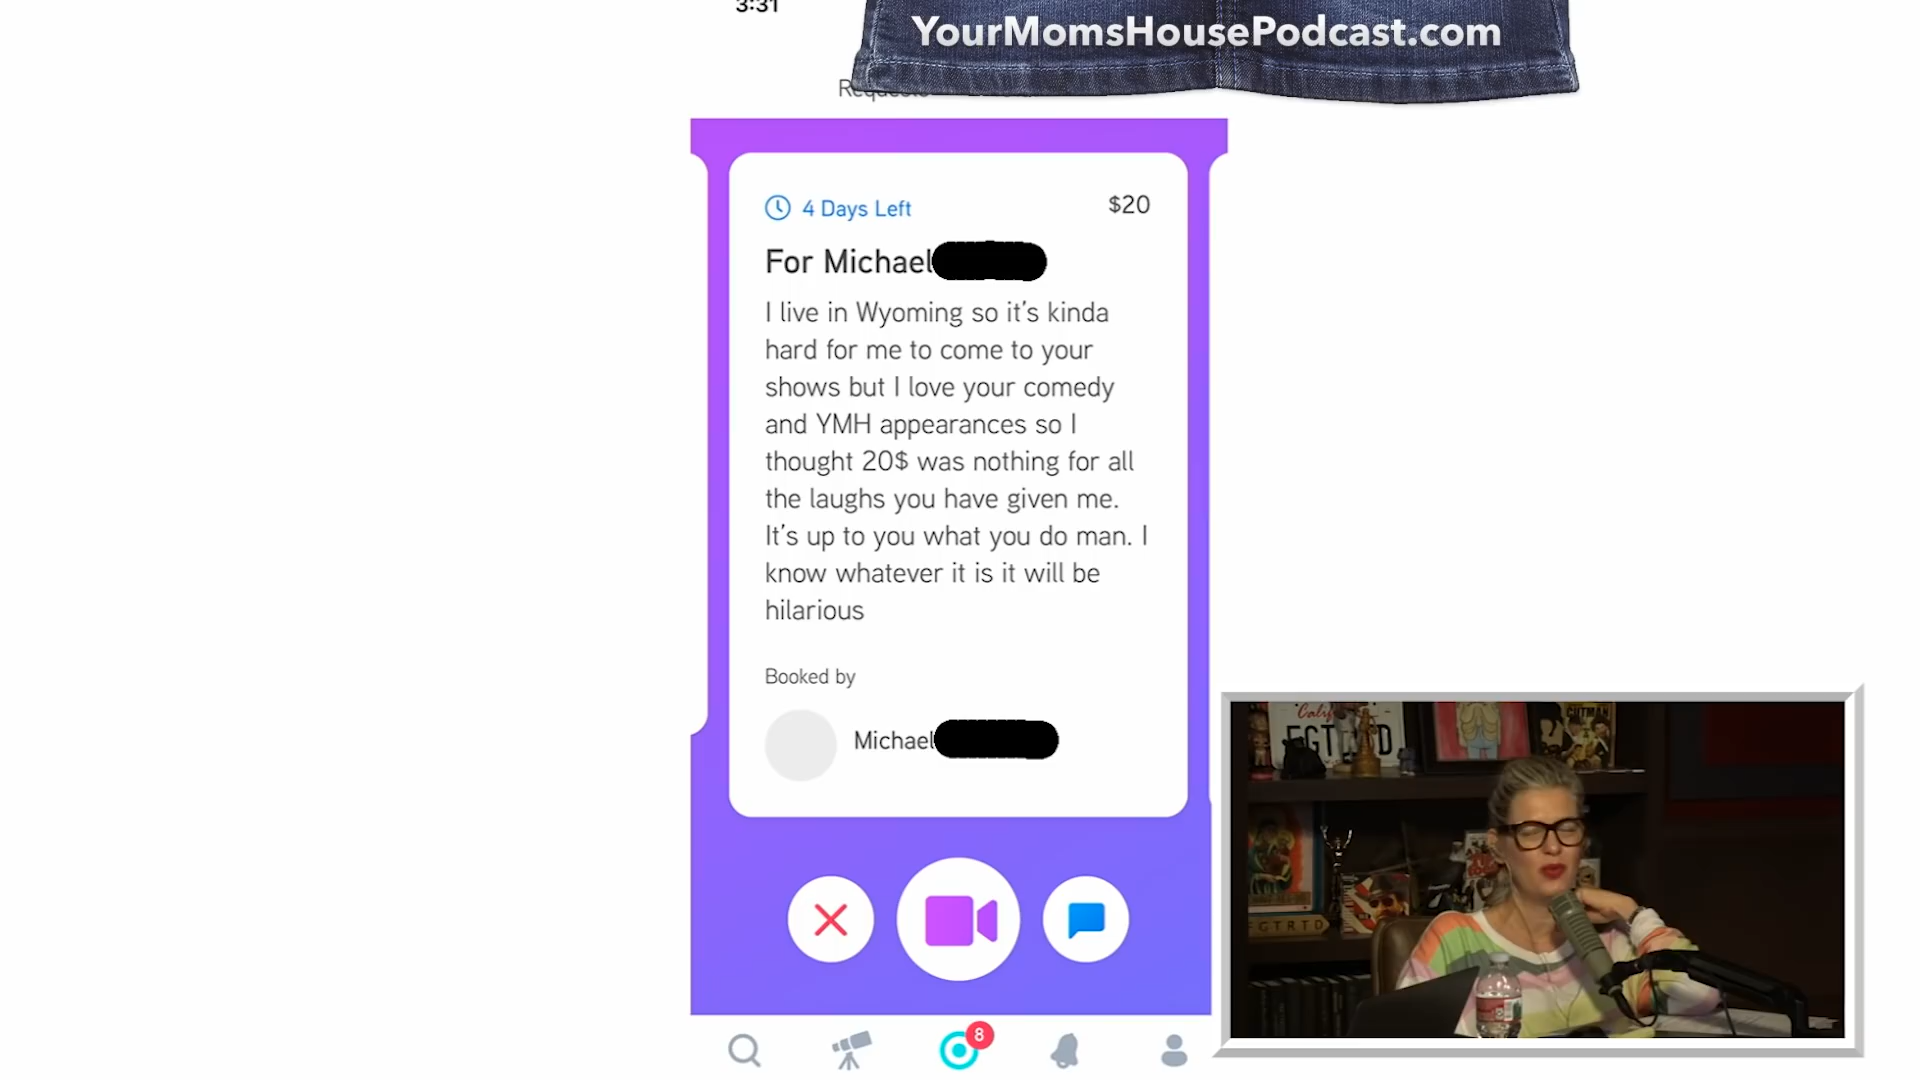 3:31
YourMomsHousePodcast.com
Requests
4 Days Left
$20
For Michael
I live in Wyoming so it's kinda
hard for me to come to your
shows but I love your comedy
and YMH appearances so I
thought 20$ was nothing for all
the laughs you have given me.
It's up to you what you do man. I
know whatever it is it will be
hilarious
Booked by
Michael
8